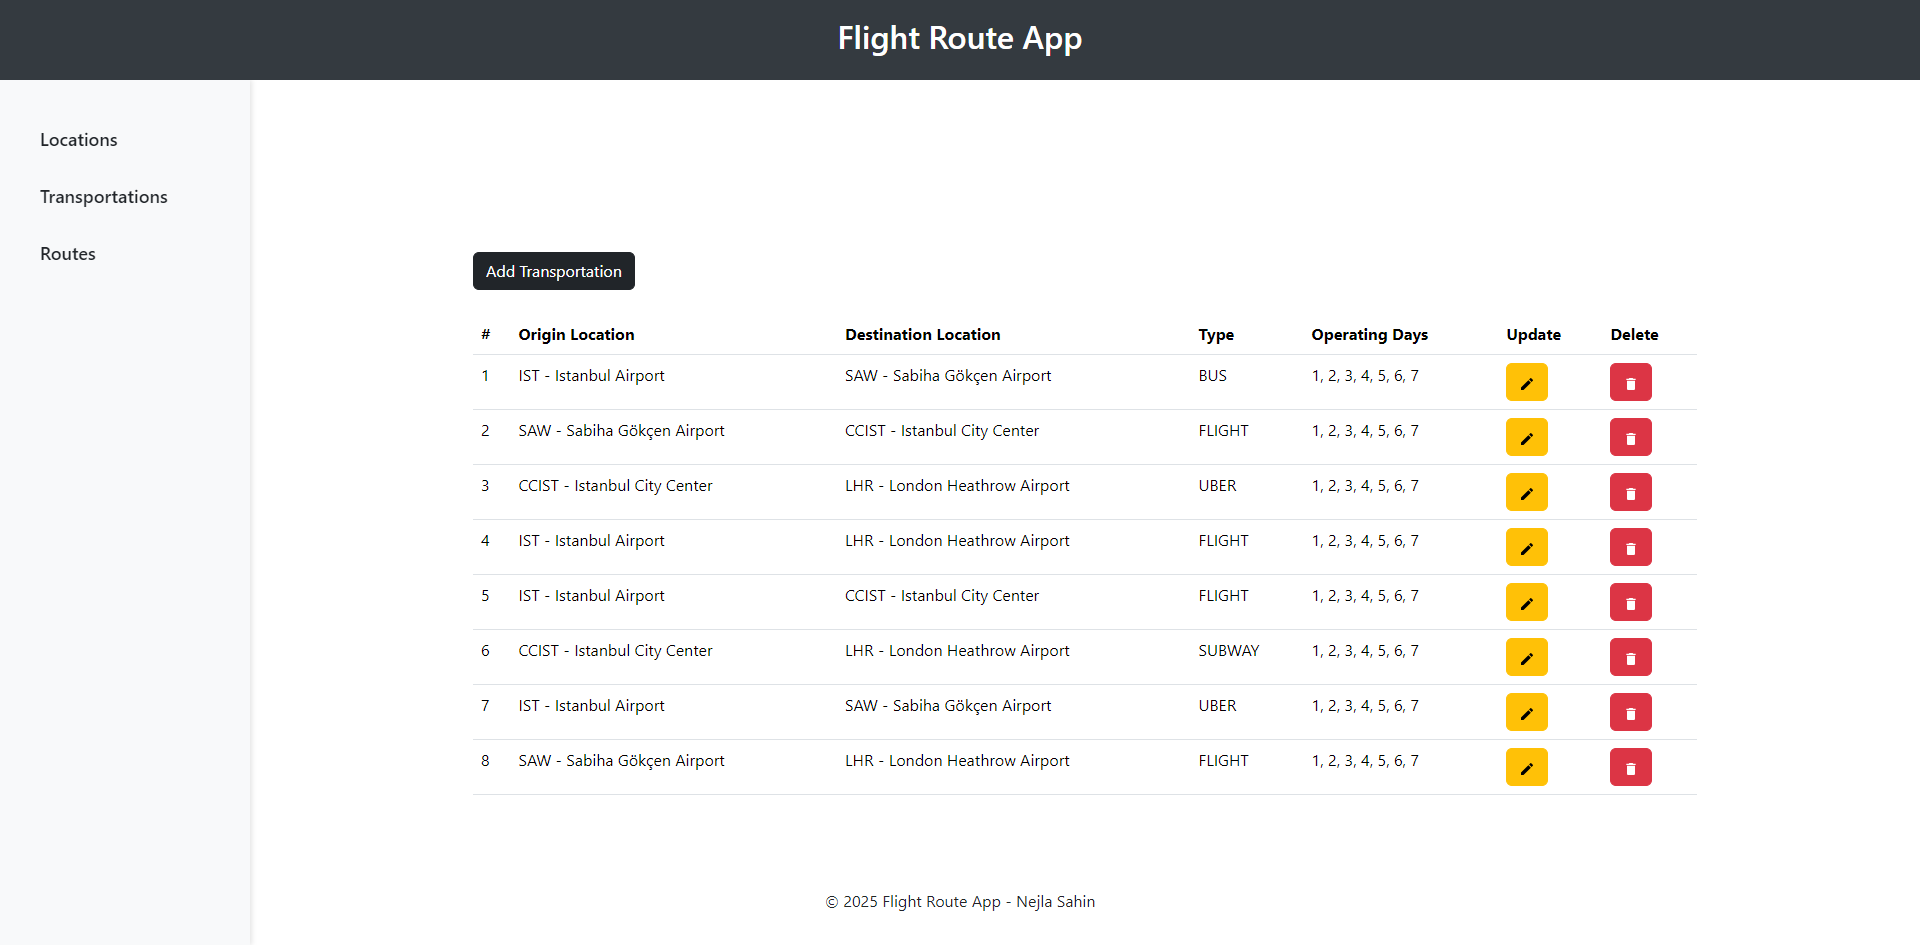 Flight Route App
Locations
Transportations
Routes
Add Transportation
# Origin Location Destination Location Type Operating Days Update Delete
1 IST - Istanbul Airport SAW - Sabiha Gökçen Airport BUS 1, 2, 3, 4, 5, 6, 7
2 SAW - Sabiha Gökçen Airport CCIST - Istanbul City Center FLIGHT 1, 2, 3, 4, 5, 6, 7
3 CCIST - Istanbul City Center LHR - London Heathrow Airport UBER 1, 2, 3, 4, 5, 6, 7
4 IST - Istanbul Airport LHR - London Heathrow Airport FLIGHT 1, 2, 3, 4, 5, 6, 7
5 IST - Istanbul Airport CCIST - Istanbul City Center FLIGHT 1, 2, 3, 4, 5, 6, 7
6 CCIST - Istanbul City Center LHR - London Heathrow Airport SUBWAY 1, 2, 3, 4, 5, 6, 7
7 IST - Istanbul Airport SAW - Sabiha Gökçen Airport UBER 1, 2, 3, 4, 5, 6, 7
8 SAW - Sabiha Gökçen Airport LHR - London Heathrow Airport FLIGHT 1, 2, 3, 4, 5, 6, 7
© 2025 Flight Route App - Nejla Sahin